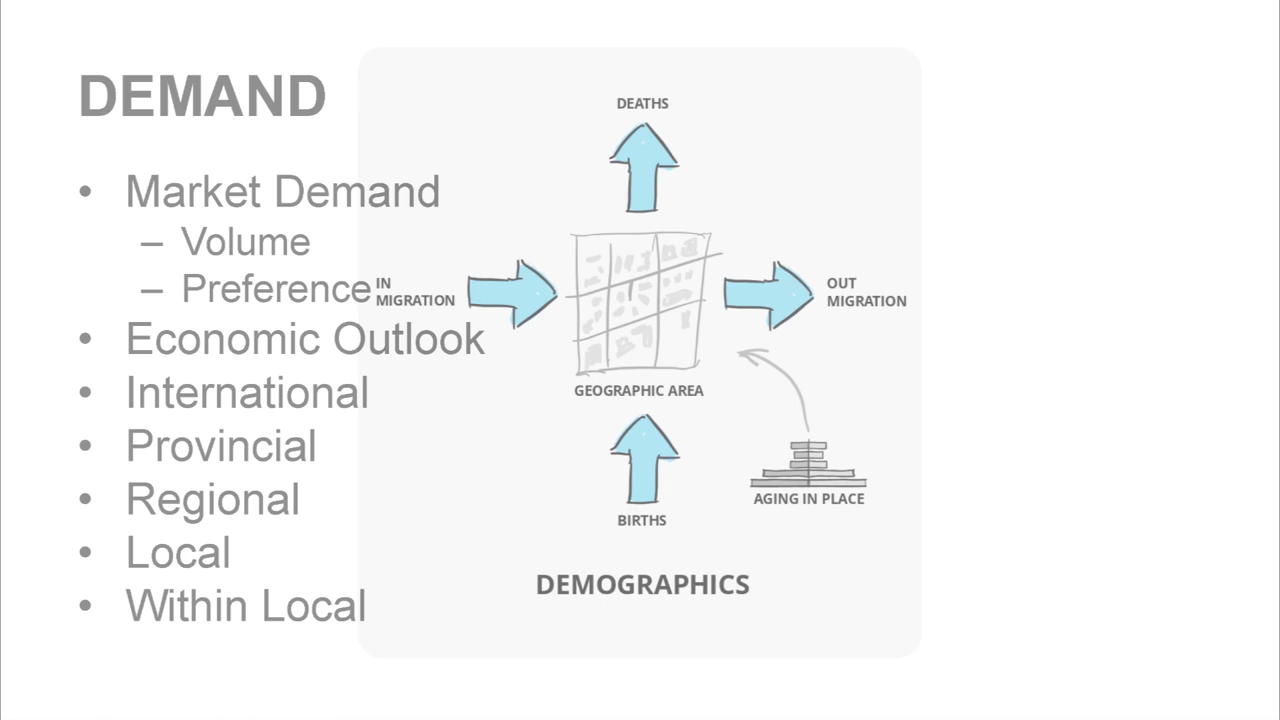 DEMAND
• Market Demand
– Volume
– Preference
• Economic Outlook
• International
• Provincial
• Regional
• Local
• Within Local
DEATHS
IN
MIGRATION
OUT
MIGRATION
GEOGRAPHIC AREA
AGING IN PLACE
BIRTHS
DEMOGRAPHICS